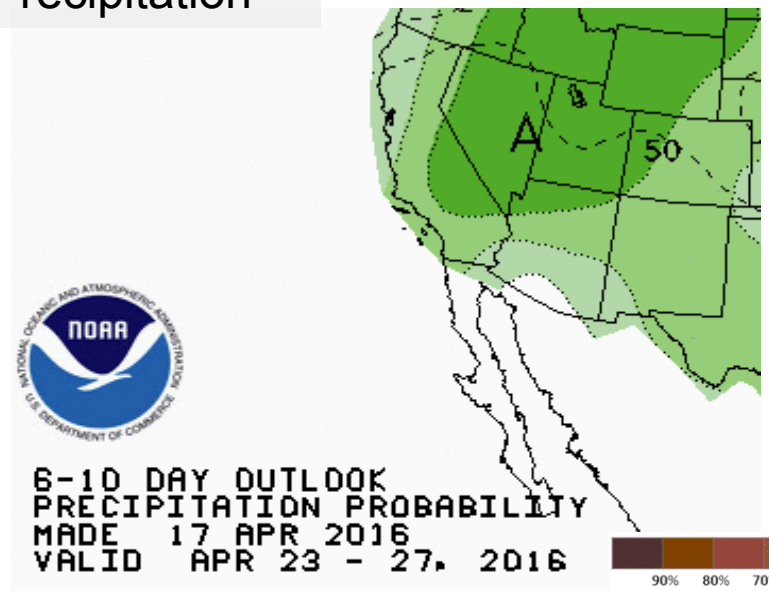 recipitation
A
50
NOAA
NATIONAL OCEANIC AND ATMOSPHERIC ADMINISTRATION
U.S. DEPARTMENT OF COMMERCE
6-10 DAY OUTLOOK
PRECIPITATION PROBABILITY
MADE 17 APR 2016
VALID APR 23 - 27, 2016
90% 80% 70